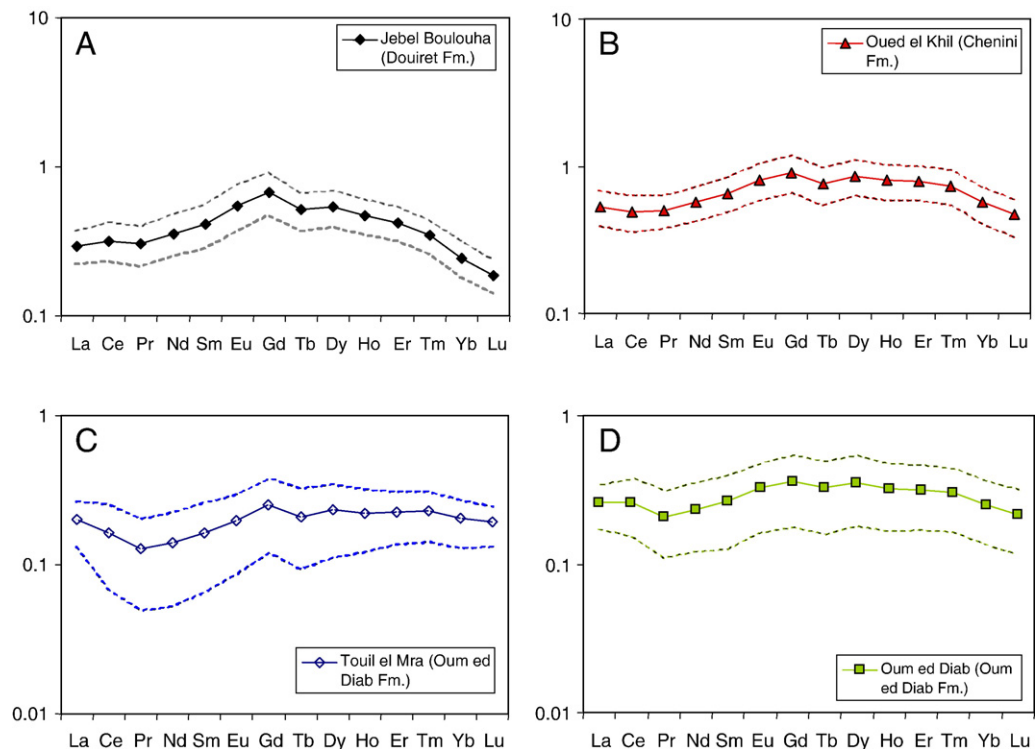 A
Jebel Boulouha
(Douiret Fm.)
10
1
0.1
La Ce Pr Nd Sm Eu Gd Tb Dy Ho Er Tm Yb Lu
B
Oued el Khil (Chenini
Fm.)
10
1
0.1
La Ce Pr Nd Sm Eu Gd Tb Dy Ho Er Tm Yb Lu
C
Touil el Mra (Oum ed
Diab Fm.)
1
0.1
0.01
La Ce Pr Nd Sm Eu Gd Tb Dy Ho Er Tm Yb Lu
D
Oum ed Diab (Oum
ed Diab Fm.)
1
0.1
0.01
La Ce Pr Nd Sm Eu Gd Tb Dy Ho Er Tm Yb Lu